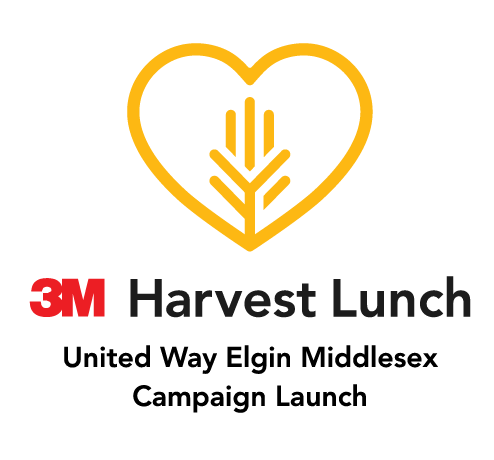 3M Harvest Lunch
United Way Elgin Middlesex
Campaign Launch